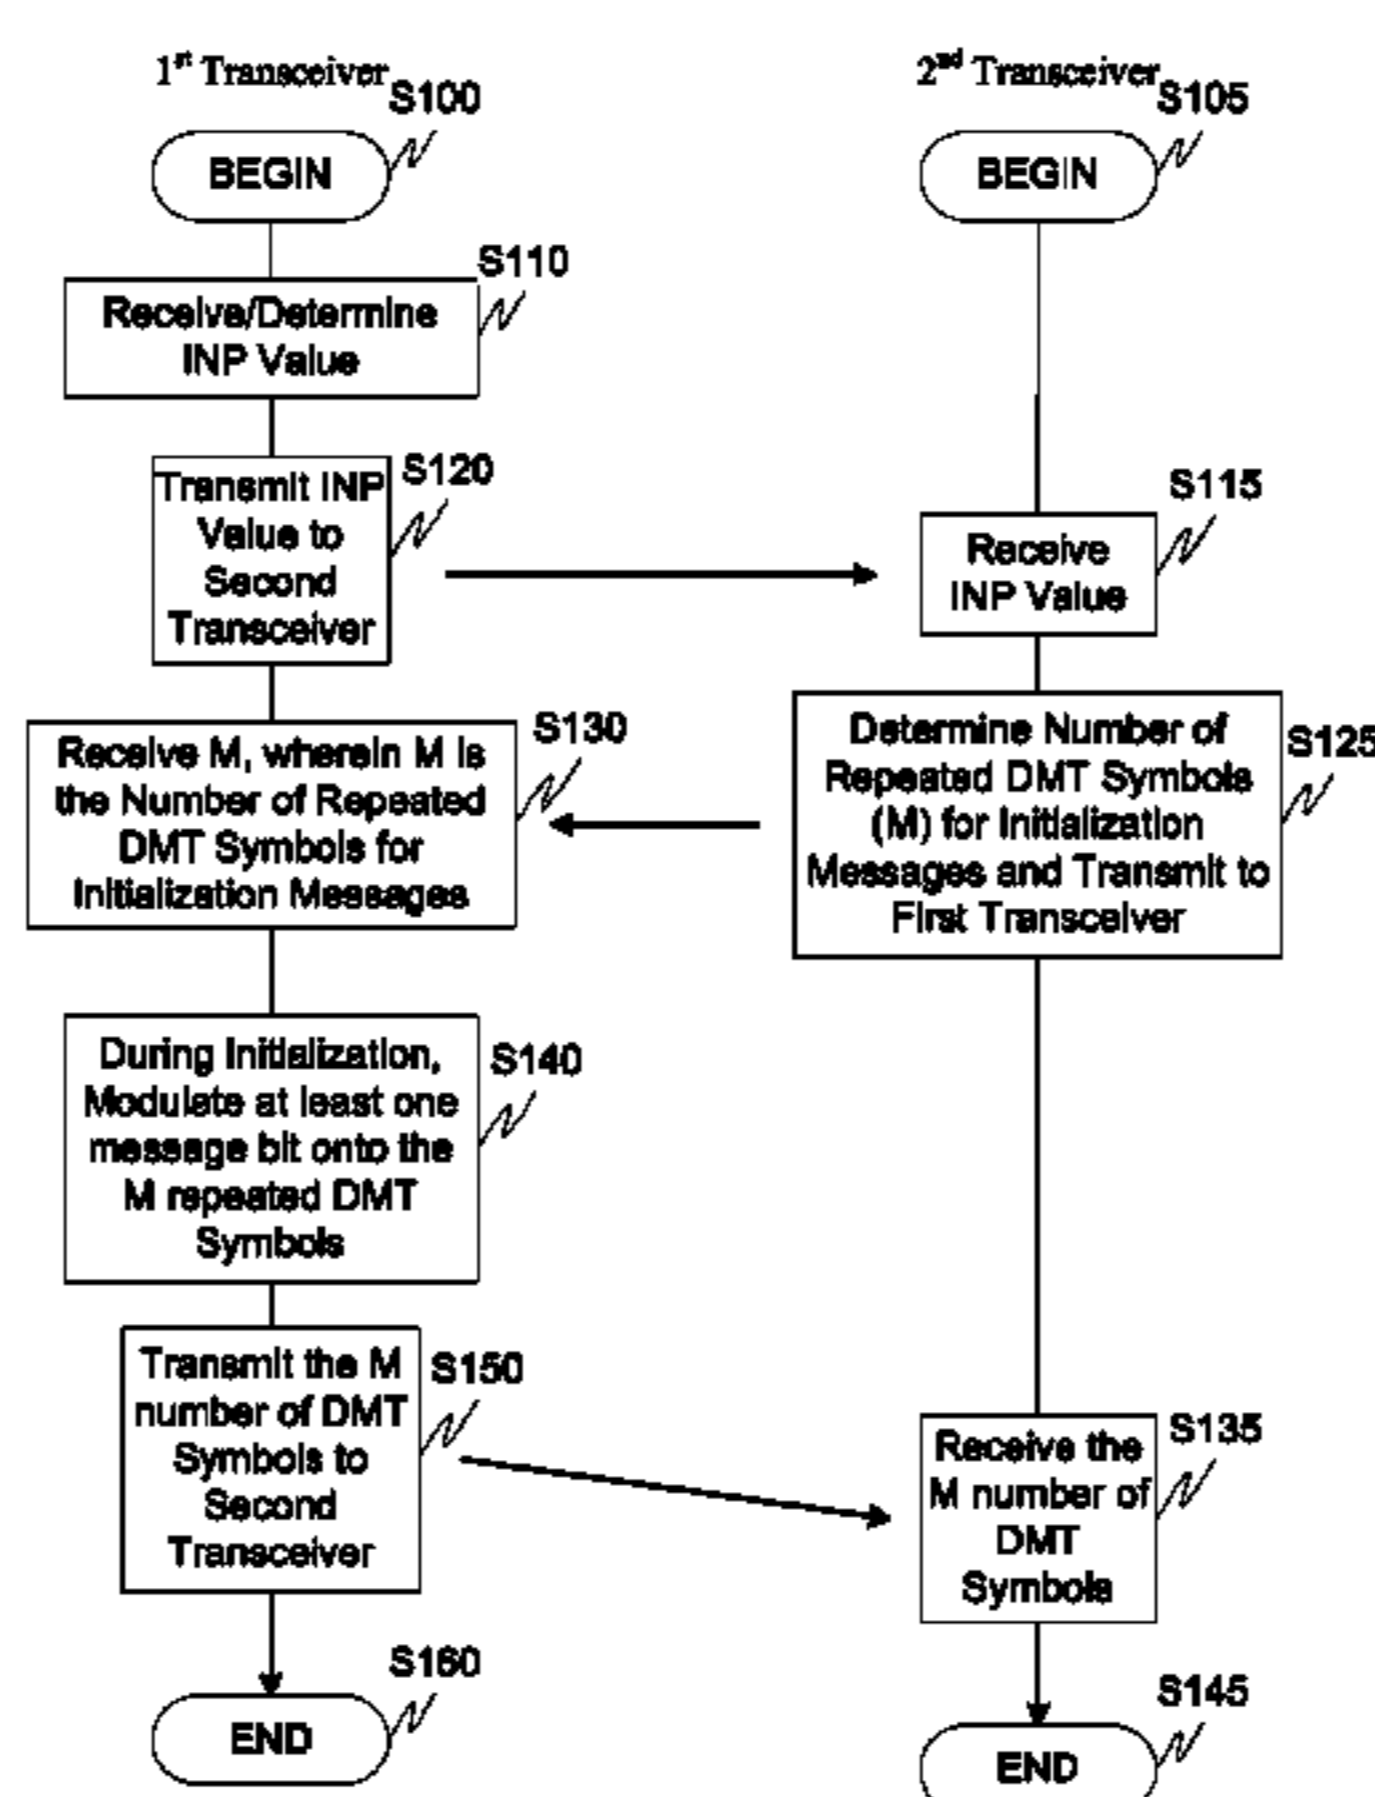 1st Transceiver
S100
BEGIN
S110
Receive/Determine
INP Value
S120
Transmit INP
Value to
Second
Transceiver
S130
Receive M, wherein M is
the Number of Repeated
DMT Symbols for
Initialization Messages
S140
During Initialization,
Modulate at least one
message bit onto the
M repeated DMT
Symbols
S150
Transmit the M
number of DMT
Symbols to
Second
Transceiver
S160
END
2nd Transceiver
S105
BEGIN
S115
Receive
INP Value
S125
Determine Number of
Repeated DMT Symbols
(M) for Initialization
Messages and Transmit to
First Transceiver
S135
Receive the
M number of
DMT
Symbols
S145
END